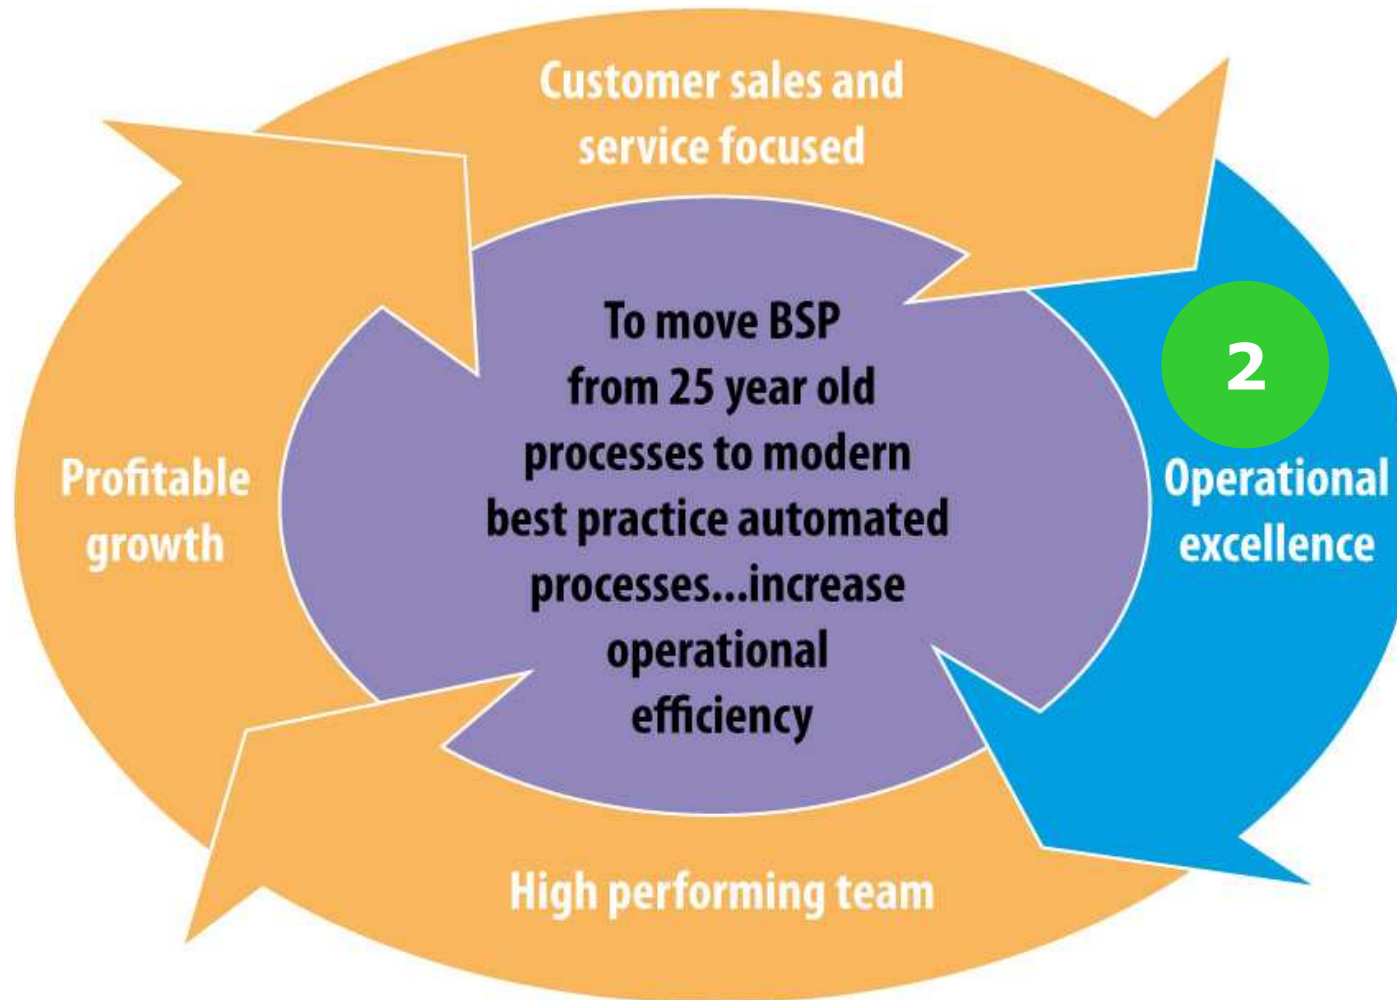 Customer sales and
service focused
To move BSP
from 25 year old
processes to modern
best practice automated
processes...increase
operational
efficiency
2
Operational
excellence
High performing team
Profitable
growth